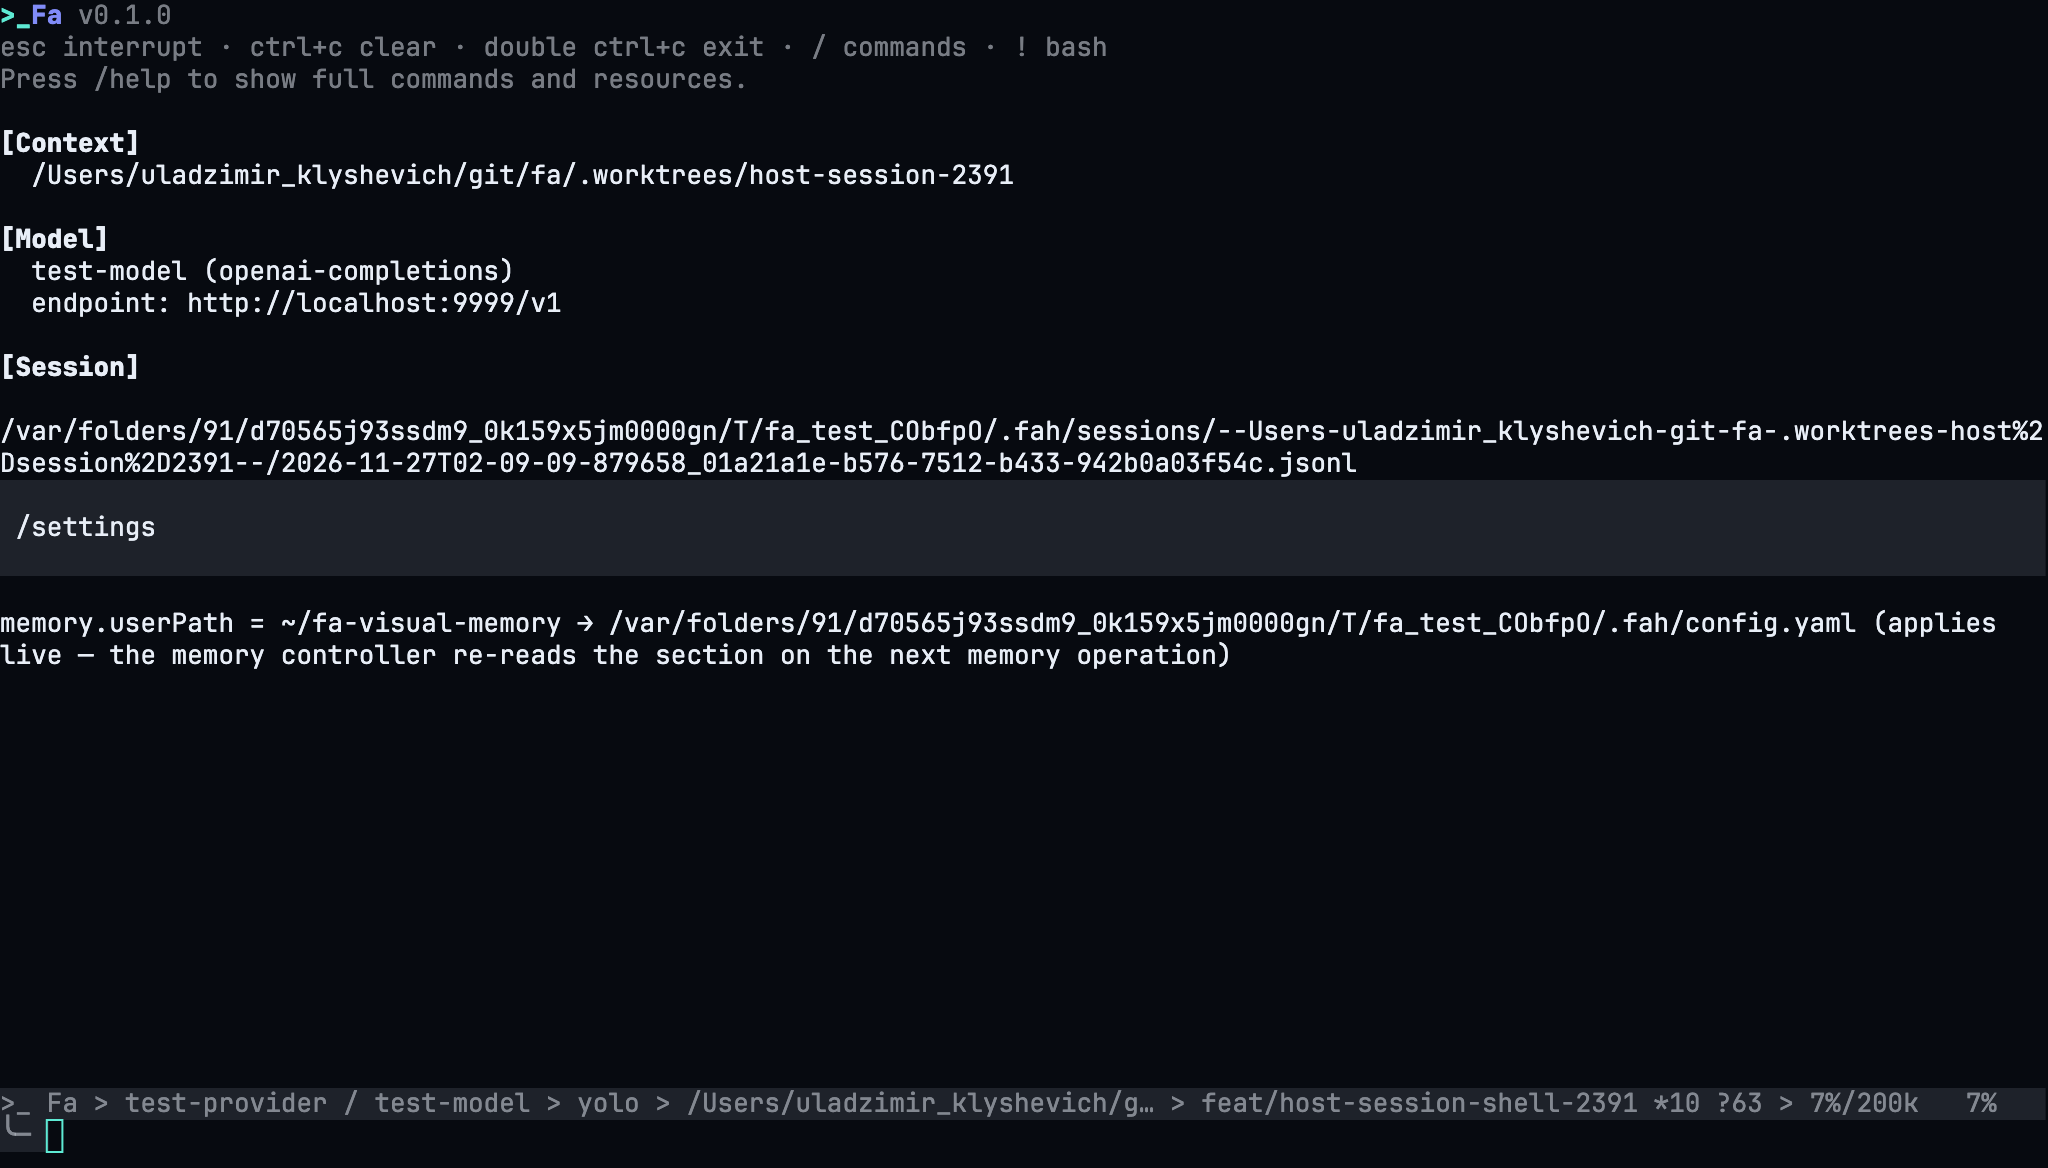 >_Fa v0.1.0
esc interrupt · ctrl+c clear · double ctrl+c exit · / commands · ! bash
Press /help to show full commands and resources.
[Context]
/Users/uladzimir_klyshevich/git/fa/.worktrees/host-session-2391
[Model]
test-model (openai-completions)
endpoint: http://localhost:9999/v1
[Session]
/var/folders/91/d70565j93ssdm9_0k159x5jm0000gn/T/fa_test_CObfpO/.fah/sessions/--Users-uladzimir_klyshevich-git-fa-.worktrees-host%2
Dsession%2D2391--/2026-11-27T02-09-09-879658_01a21a1e-b576-7512-b433-942b0a03f54c.jsonl
/settings
memory.userPath = ~/fa-visual-memory → /var/folders/91/d70565j93ssdm9_0k159x5jm0000gn/T/fa_test_CObfpO/.fah/config.yaml (applies
live — the memory controller re-reads the section on the next memory operation)
>_ Fa > test-provider / test-model > yolo > /Users/uladzimir_klyshevich/g… > feat/host-session-shell-2391 *10 ?63 > 7%/200k 7%